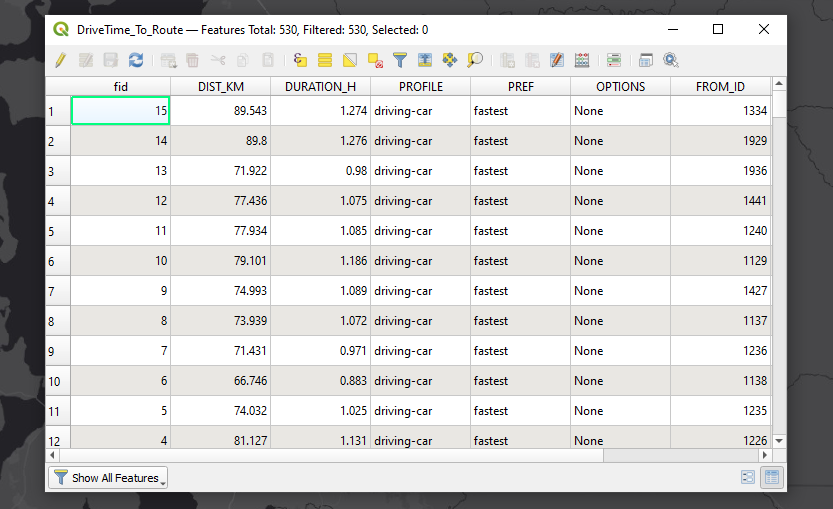 DriveTime_To_Route — Features Total: 530, Filtered: 530, Selected: 0
fid DIST_KM DURATION_H PROFILE PREF OPTIONS FROM_ID
1 15 89.543 1.274 driving-car fastest None 1334
2 14 89.8 1.276 driving-car fastest None 1929
3 13 71.922 0.98 driving-car fastest None 1936
4 12 77.436 1.075 driving-car fastest None 1441
5 11 77.934 1.085 driving-car fastest None 1240
6 10 79.101 1.186 driving-car fastest None 1129
7 9 74.993 1.089 driving-car fastest None 1427
8 8 73.939 1.072 driving-car fastest None 1137
9 7 71.431 0.971 driving-car fastest None 1236
10 6 66.746 0.883 driving-car fastest None 1138
11 5 74.032 1.025 driving-car fastest None 1235
12 4 81.127 1.131 driving-car fastest None 1226
Show All Features